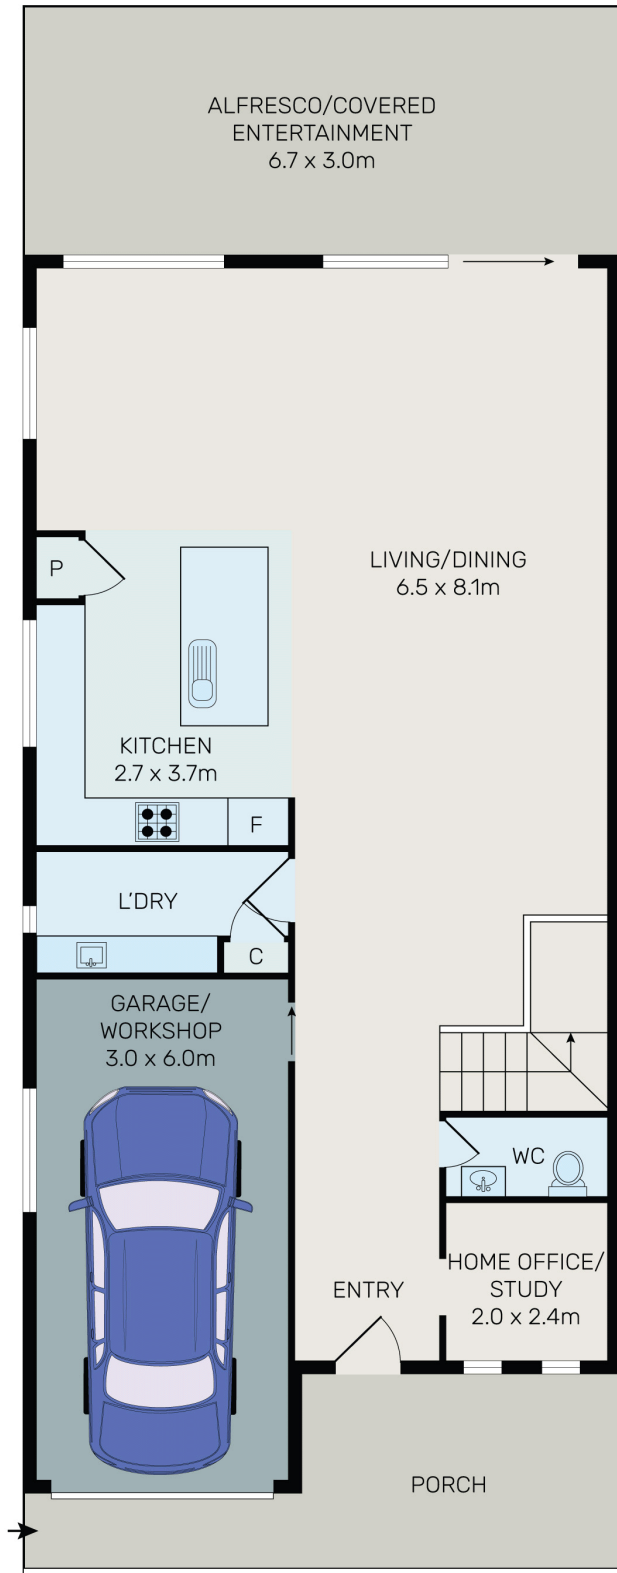 ALFRESCO/COVERED
ENTERTAINMENT
6.7 x 3.0m
P
LIVING/DINING
6.5 x 8.1m
KITCHEN
2.7 x 3.7m
F
L'DRY
C
GARAGE/
WORKSHOP
3.0 x 6.0m
WC
HOME OFFICE/
STUDY
2.0 x 2.4m
ENTRY
PORCH